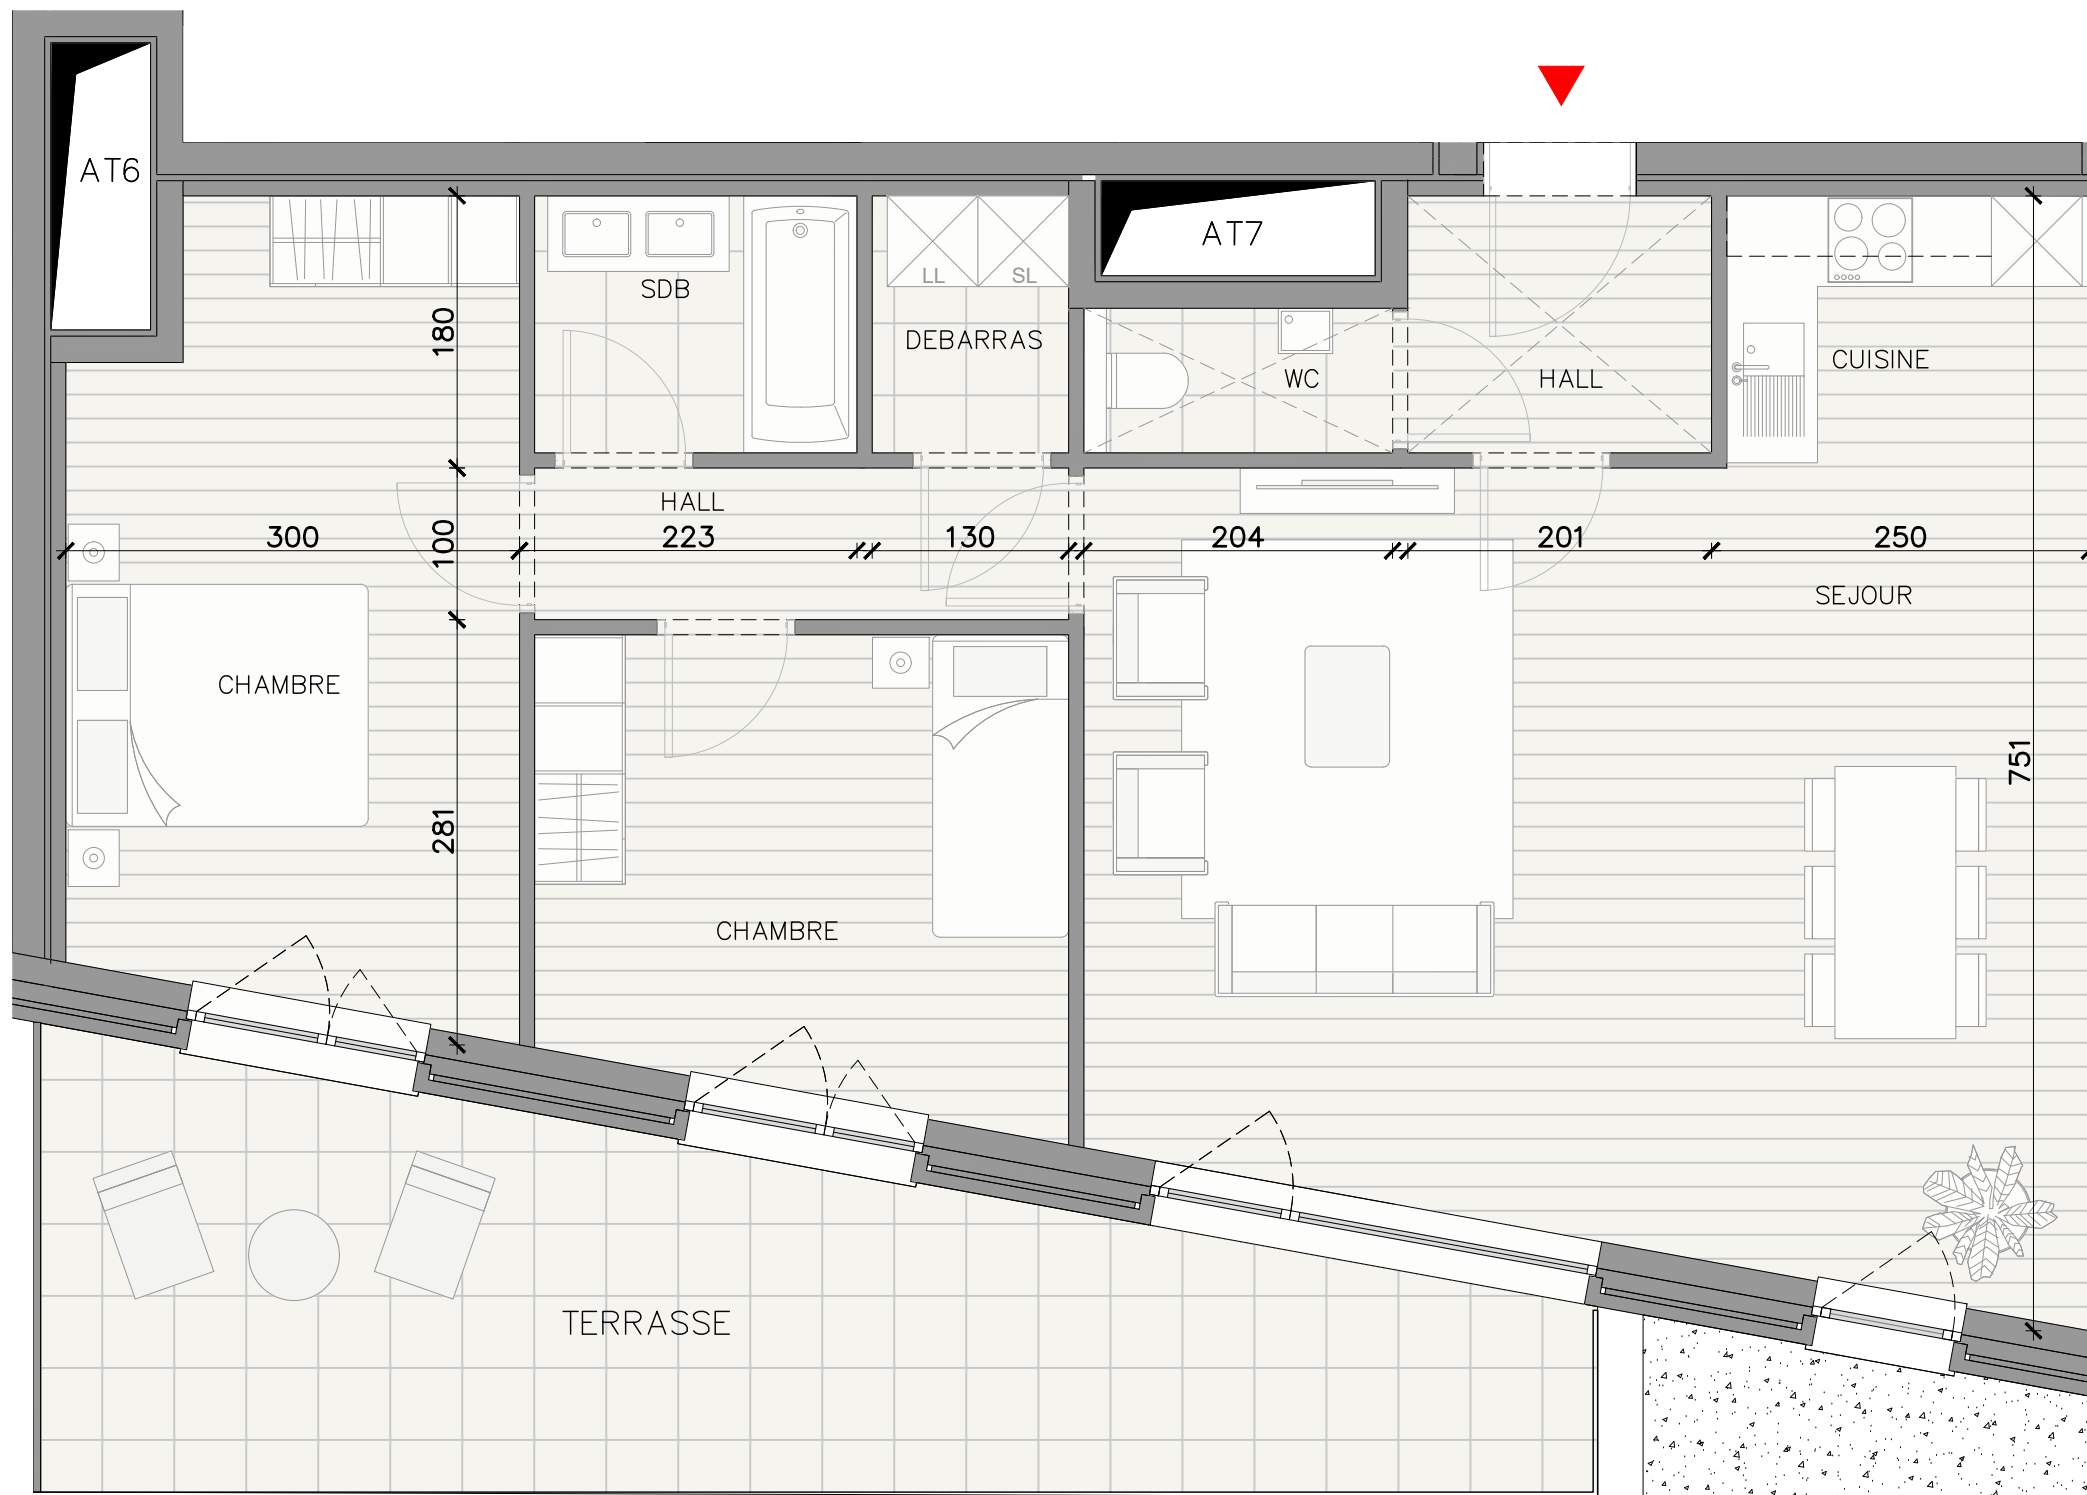 AT6
AT7
SDB
LL
SL
180
DEBARRAS
WC
HALL
CUISINE
HALL
300
100
223
130
204
201
250
SEJOUR
CHAMBRE
751
281
CHAMBRE
TERRASSE